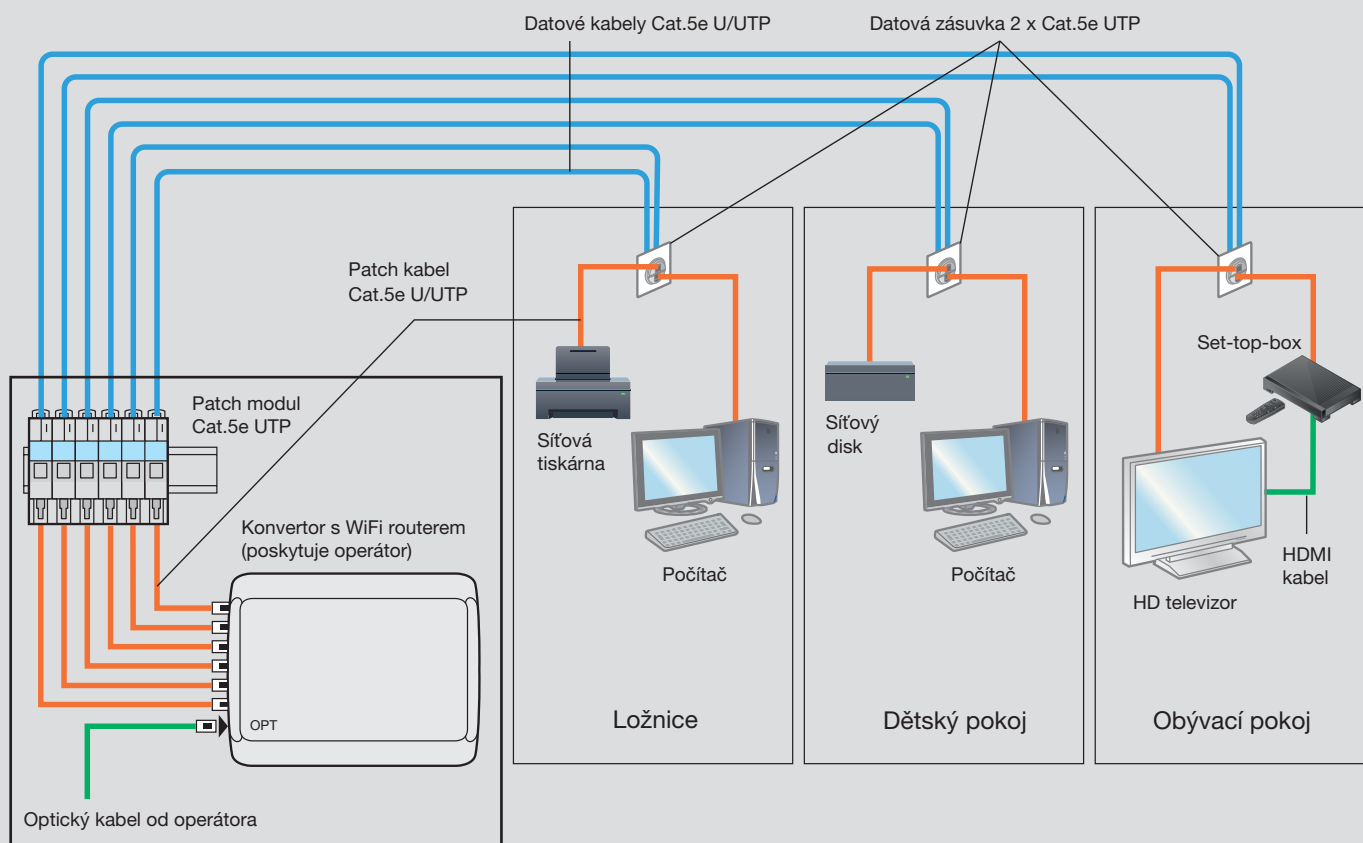 Datové kabely Cat.5e U/UTP
Datová zásuvka 2 x Cat.5e UTP
Patch kabel
Cat.5e U/UTP
Set-top-box
Patch modul
Cat.5e UTP
Síťová
tiskárna
Síťový
disk
Konvertor s WiFi routerem
(poskytuje operátor)
Počítač
Počítač
HDMI
kabel
HD televizor
OPT
Ložnice
Dětský pokoj
Obývací pokoj
Optický kabel od operátora